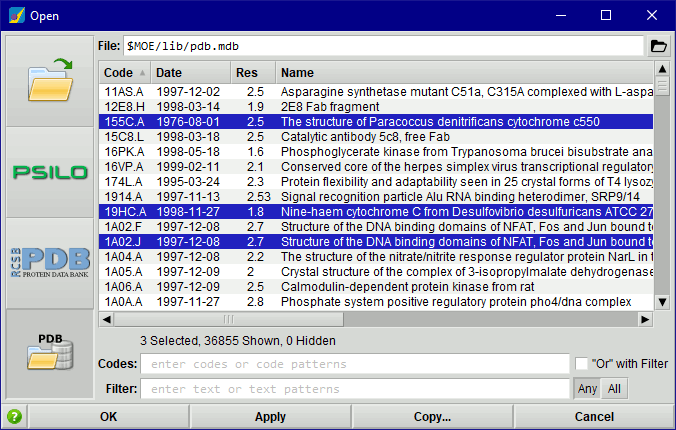 Open
File: $MOE/lib/pdb.mdb
Code Date Res Name
11AS.A 1997-12-02 2.5 Asparagine synthetase mutant C51a, C315A complexed with L-aspa
12E8.H 1998-03-14 1.9 2E8 Fab fragment
155C.A 1976-08-01 2.5 The structure of Paracoccus denitrificans cytochrome c550
15C8.L 1998-03-18 2.5 Catalytic antibody 5c8, free Fab
16PK.A 1998-05-18 1.6 Phosphoglycerate kinase from Trypanosoma brucei bisubstrate ana
16VP.A 1999-02-11 2.1 Conserved core of the herpes simplex virus transcriptional regulatory
174L.A 1995-03-24 2.3 Protein flexibility and adaptability seen in 25 crystal forms of T4 lysozy
1914.A 1997-11-13 2.53 Signal recognition particle Alu RNA binding heterodimer, SRP9/14
19HC.A 1998-11-27 1.8 Nine-haem cytochrome C from Desulfovibrio desulfuricans ATCC 27
1A02.F 1997-12-08 2.7 Structure of the DNA binding domains of NFAT, Fos and Jun bound to
1A02.J 1997-12-08 2.7 Structure of the DNA binding domains of NFAT, Fos and Jun bound to
1A04.A 1997-12-08 2.2 The structure of the nitrate/nitrite response regulator protein NarL in t
1A05.A 1997-12-09 2 Crystal structure of the complex of 3-isopropylmalate dehydrogenase
1A06.A 1997-12-09 2.5 Calmodulin-dependent protein kinase from rat
1A0A.A 1997-11-27 2.8 Phosphate system positive regulatory protein pho4/dna complex
PSILO
RCSB
PDB
PROTEIN DATA BANK
PDB
3 Selected, 36855 Shown, 0 Hidden
Codes: enter codes or code patterns "Or" with Filter
Filter: enter text or text patterns Any All
? OK Apply Copy... Cancel